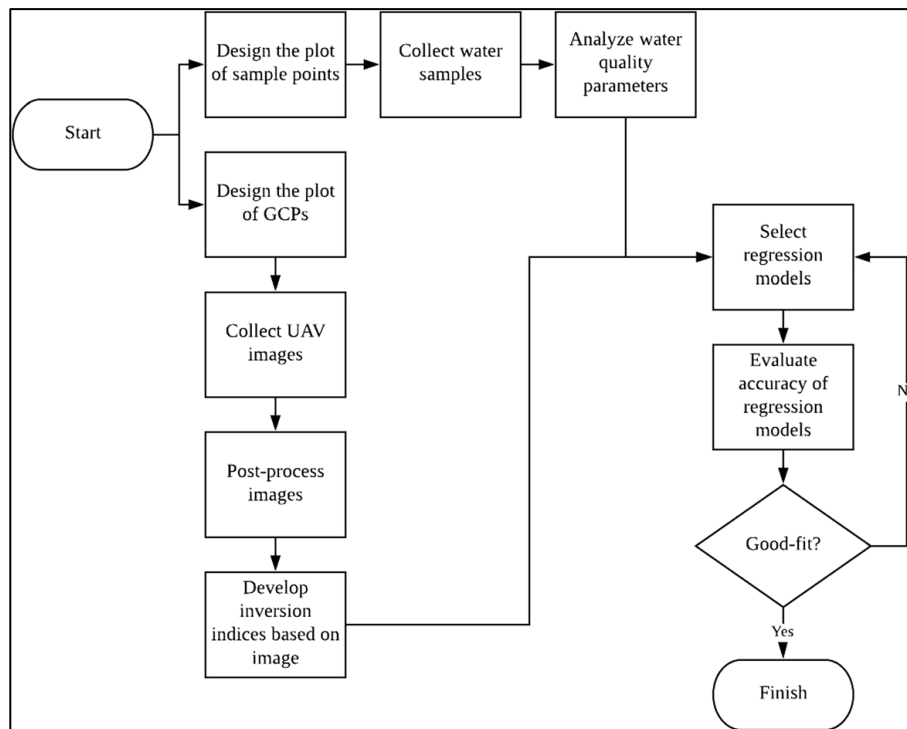 Start
Design the plot
of sample points
Collect water
samples
Analyze water
quality
parameters
Design the plot
of GCPs
Collect UAV
images
Post-process
images
Develop
inversion
indices based on
image
Select
regression
models
Evaluate
accuracy of
regression
models
Good-fit?
N
Yes
Finish